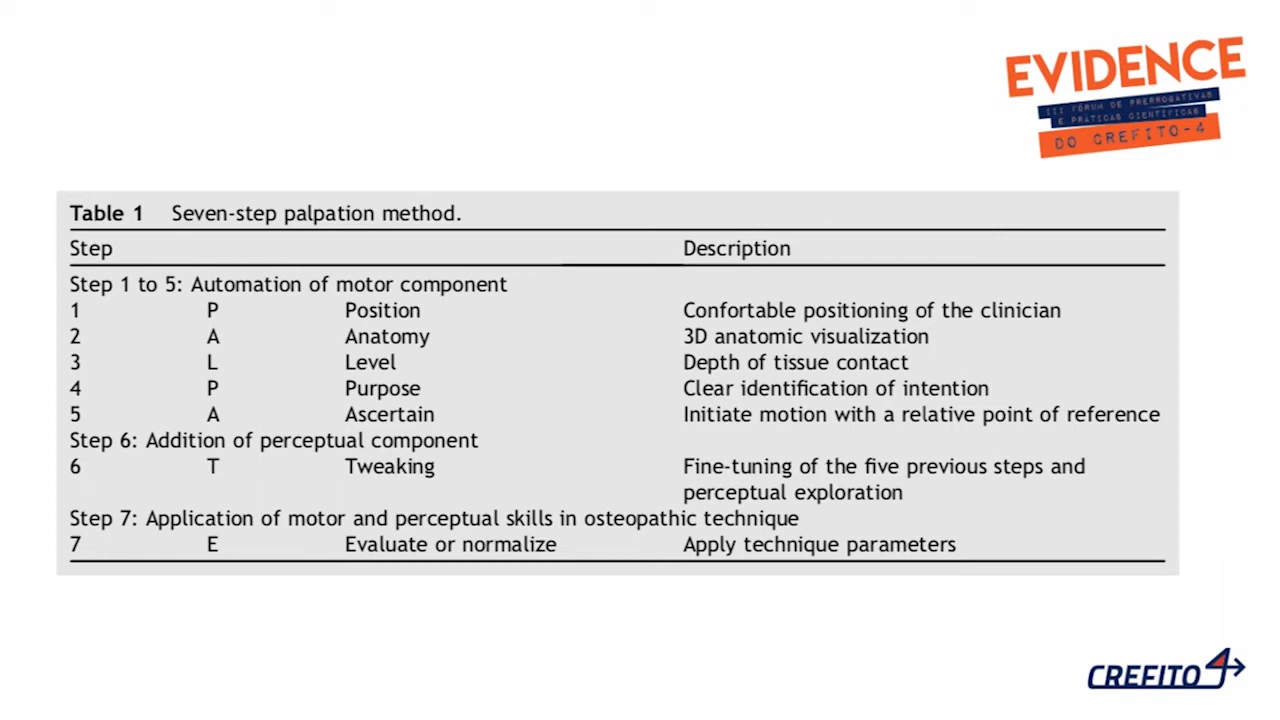 EVIDENCE
III FÓRUM DE PRERROGATIVAS
E PRÁTICAS CIENTÍFICAS
DO CREFITO-4
Table 1 Seven-step palpation method.
Step Description
Step 1 to 5: Automation of motor component
1 P Position Confortable positioning of the clinician
2 A Anatomy 3D anatomic visualization
3 L Level Depth of tissue contact
4 P Purpose Clear identification of intention
5 A Ascertain Initiate motion with a relative point of reference
Step 6: Addition of perceptual component
6 T Tweaking Fine-tuning of the five previous steps and
perceptual exploration
Step 7: Application of motor and perceptual skills in osteopathic technique
7 E Evaluate or normalize Apply technique parameters
CREFITO4